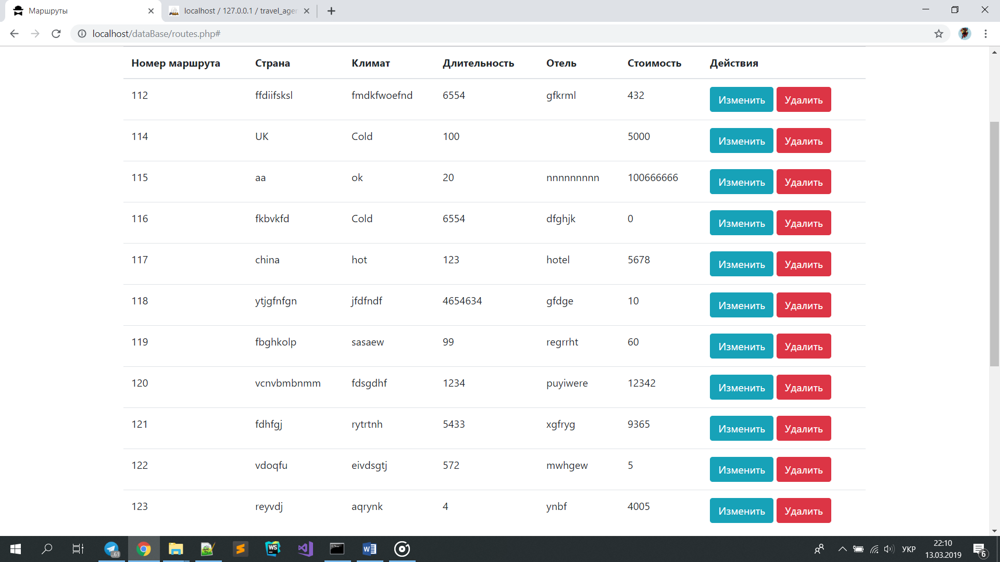 Маршруты
localhost / 127.0.0.1 / travel_agen
localhost/dataBase/routes.php#
Номер маршрута Страна Климат Длительность Отель Стоимость Действия
112 ffdiifsksl fmdkfwoefnd 6554 gfkrml 432 Изменить Удалить
114 UK Cold 100 5000 Изменить Удалить
115 aa ok 20 nnnnnnnnn 100666666 Изменить Удалить
116 fkbvkfd Cold 6554 dfghjk 0 Изменить Удалить
117 china hot 123 hotel 5678 Изменить Удалить
118 ytjgfnfgn jfdfndf 4654634 gfdge 10 Изменить Удалить
119 fbghkolp sasaew 99 regrrht 60 Изменить Удалить
120 vcnvbmbnmm fdsgdhf 1234 puyiwere 12342 Изменить Удалить
121 fdhfgj rytrtnh 5433 xgfryg 9365 Изменить Удалить
122 vdoqfu eivdsgtj 572 mwhgew 5 Изменить Удалить
123 reyvdj aqrynk 4 ynbf 4005 Изменить Удалить
..61
WS
УКР
22:10
13.03.2019
6